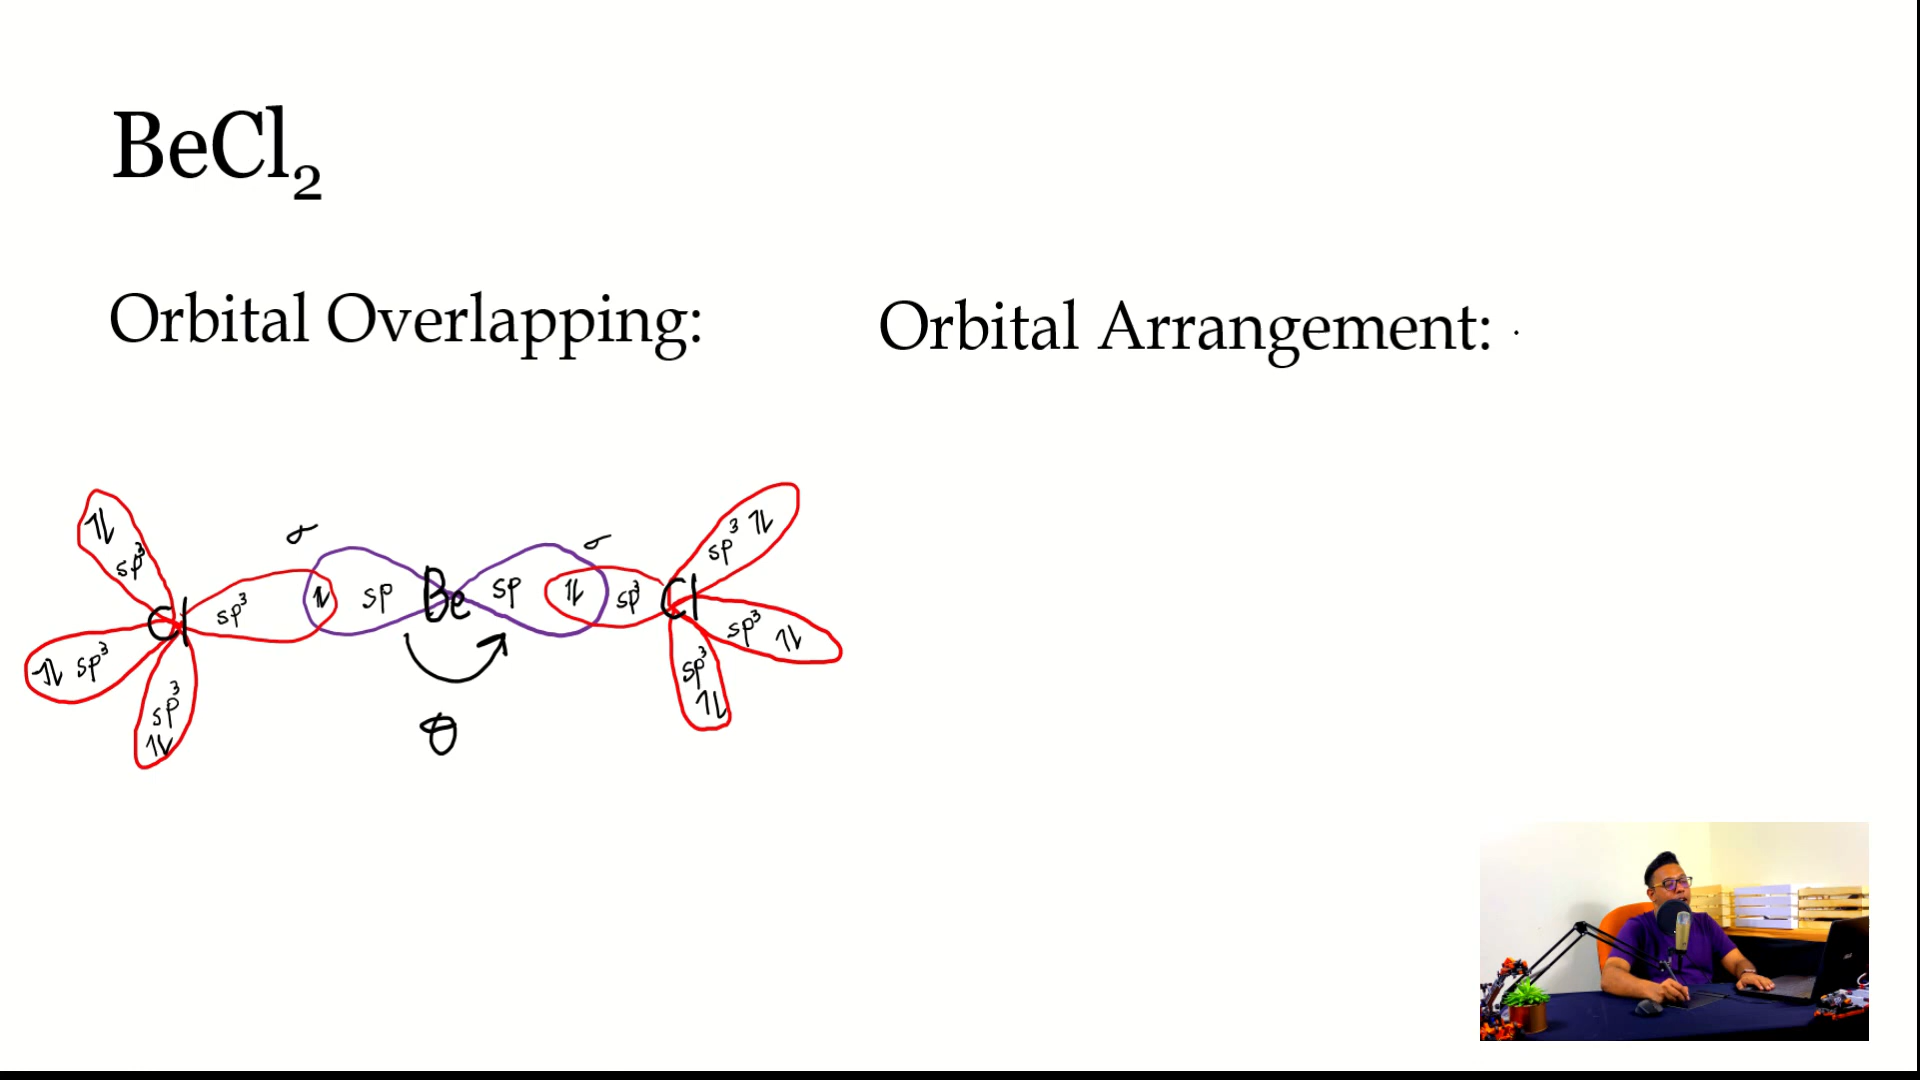 BeCl₂
Orbital Overlapping:
Orbital Arrangement:
σ σ
⥮ sp³ ⥮ sp³
Cl sp³ ⥮ sp Be sp ⥮ sp³ Cl
⥮ sp³ sp³ ⥮
sp³ ⥮ sp³ ⥮
θ